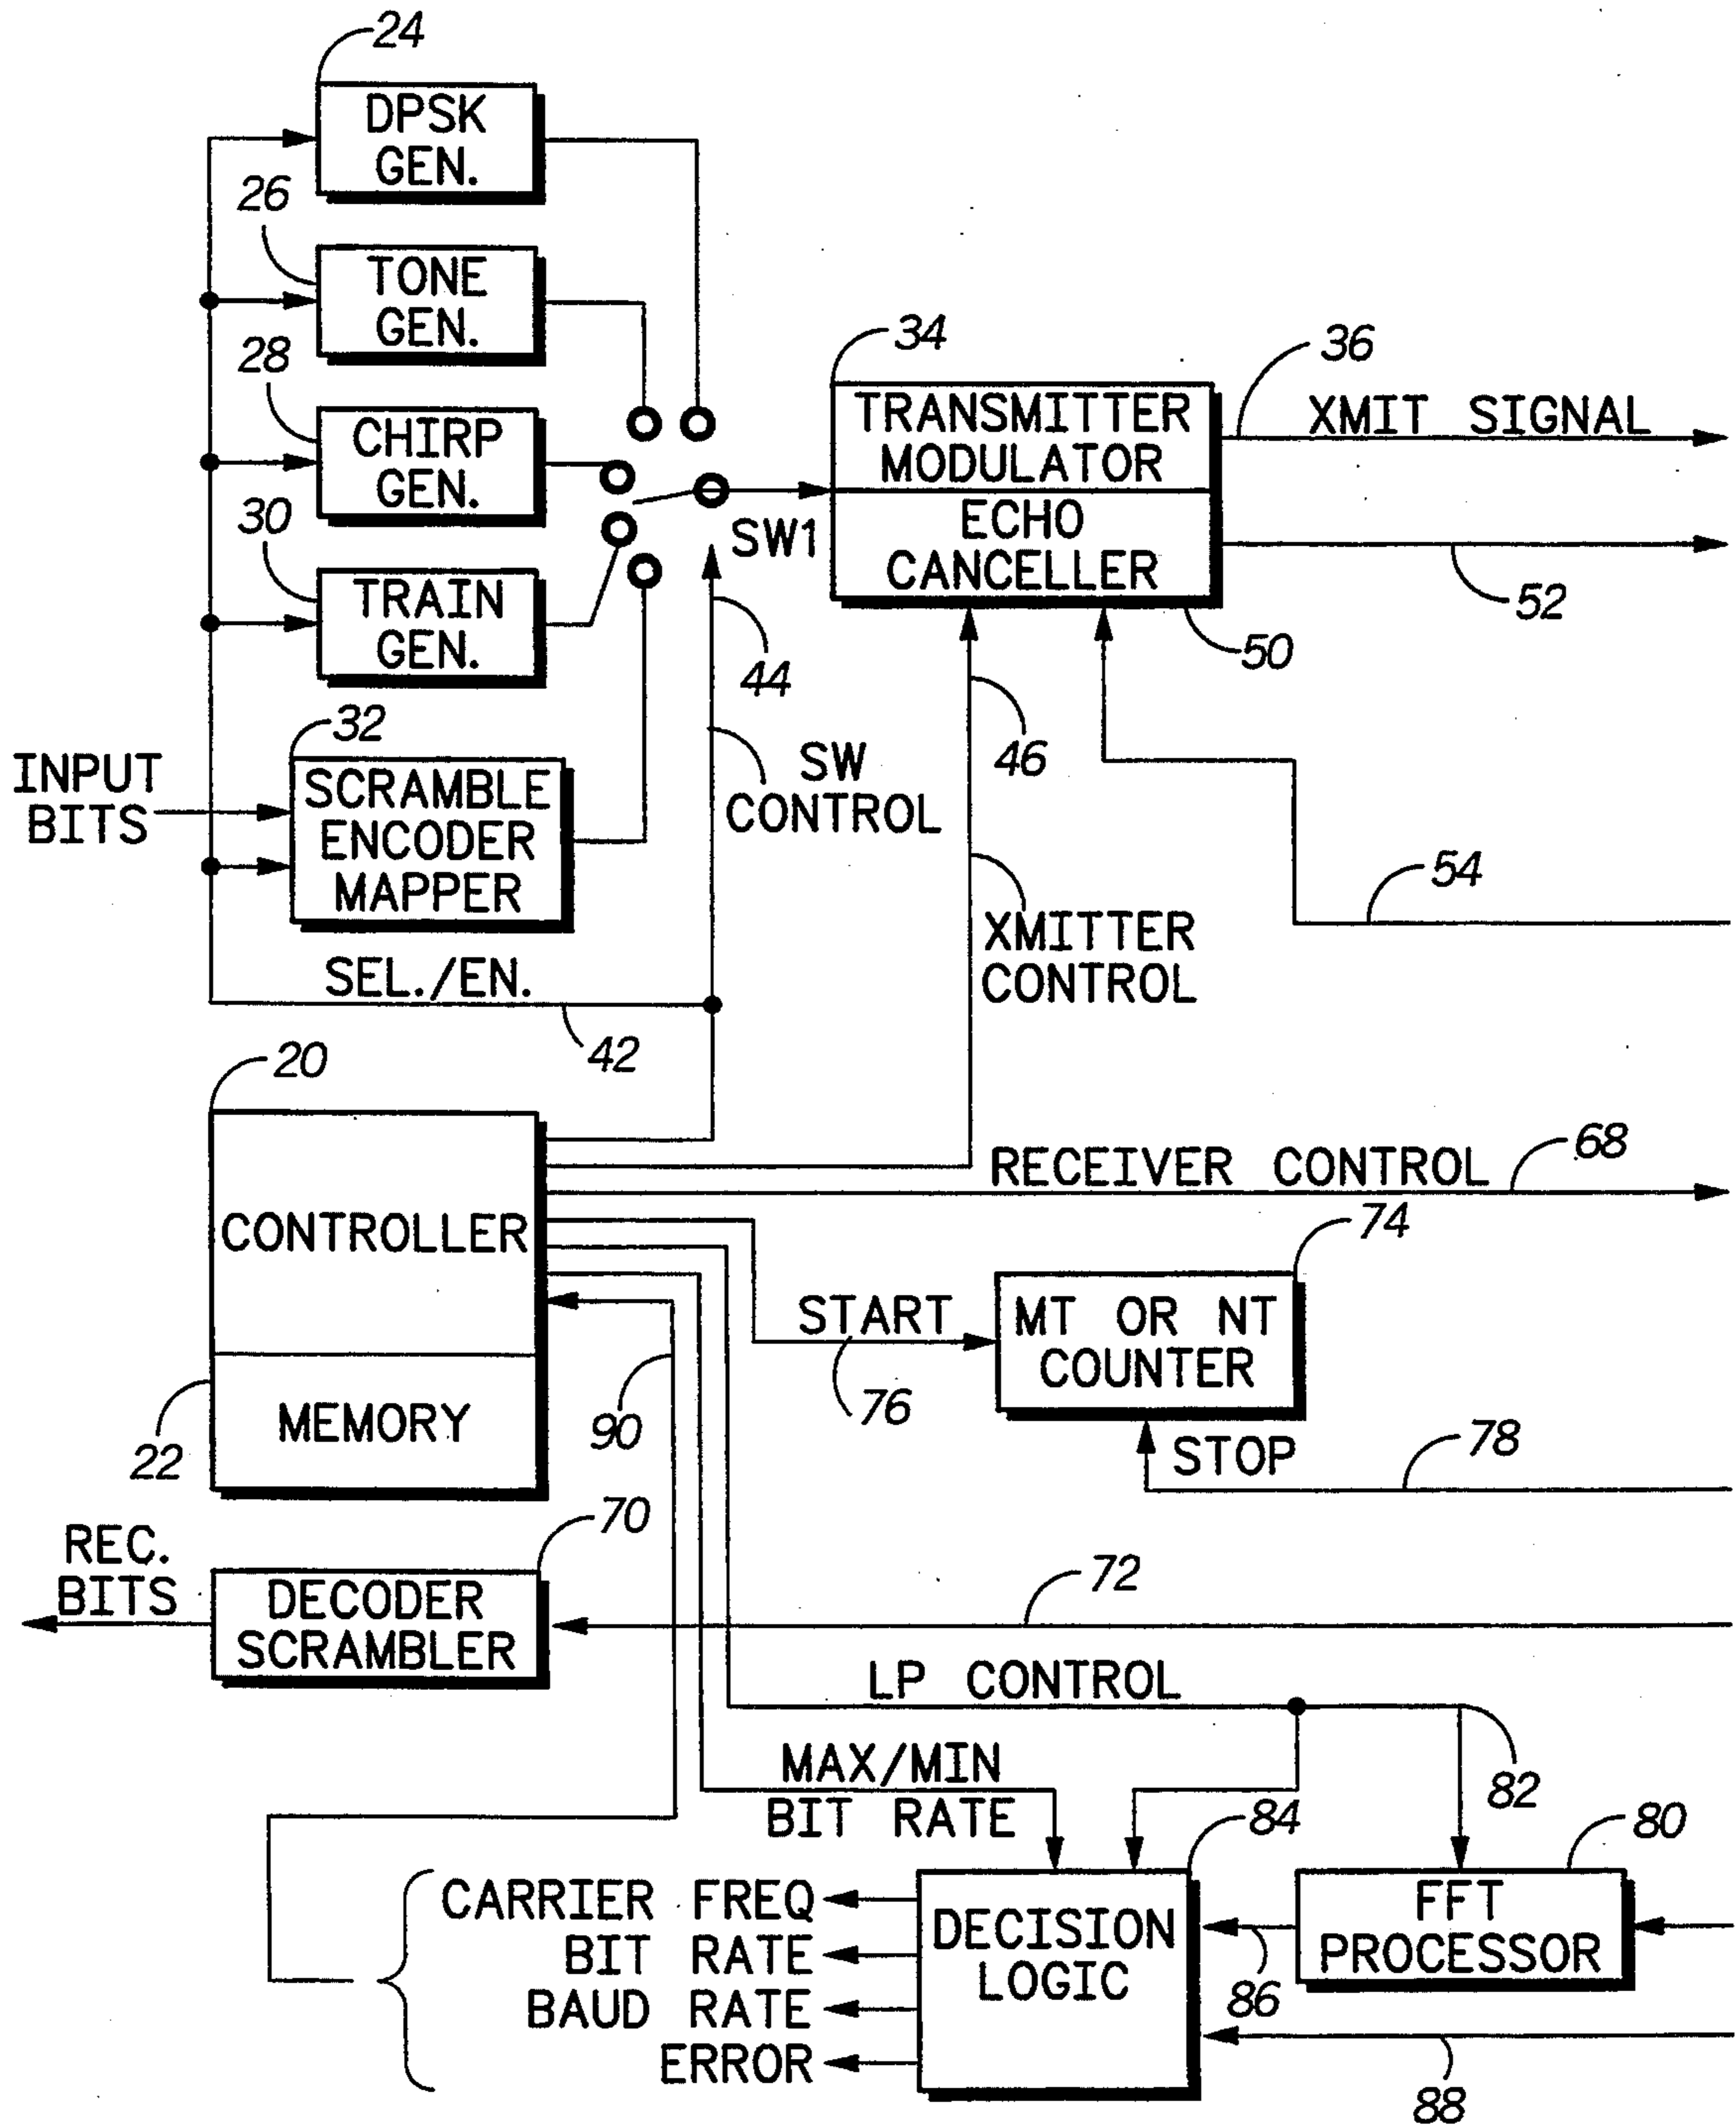 24
DPSK
GEN.
26
TONE
GEN.
28
CHIRP
GEN.
30
TRAIN
GEN.
32
INPUT
BITS
SCRAMBLE
ENCODER
MAPPER
SEL./EN.
42
SW1
44
SW
CONTROL
34
TRANSMITTER
MODULATOR
ECHO
CANCELLER
36
XMIT SIGNAL
52
50
46
54
XMITTER
CONTROL
20
CONTROLLER
MEMORY
22
RECEIVER CONTROL
68
74
START
76
MT OR NT
COUNTER
STOP
78
90
70
REC.
BITS
DECODER
SCRAMBLER
72
LP CONTROL
82
MAX/MIN
BIT RATE
84
80
CARRIER FREQ
BIT RATE
BAUD RATE
ERROR
DECISION
LOGIC
86
FFT
PROCESSOR
88